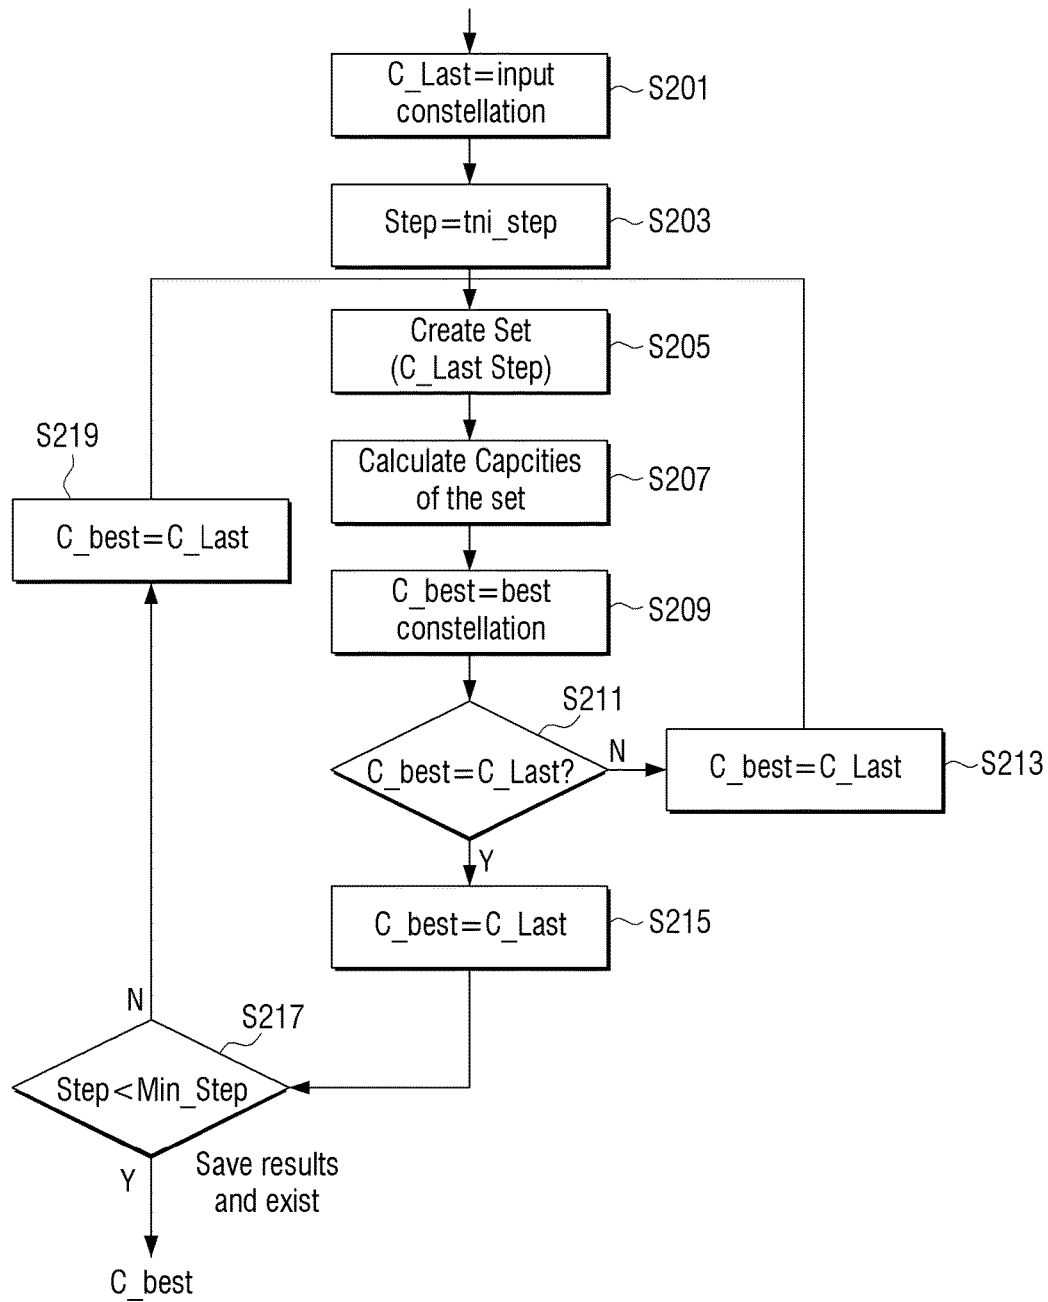 C_Last=input
constellation
S201
Step=tni_step
S203
Create Set
(C_Last Step)
S205
S219
Calculate Capcities
of the set
S207
C_best=C_Last
C_best=best
constellation
S209
S211
C_best=C_Last?
N
C_best=C_Last
S213
Y
C_best=C_Last
S215
N
S217
Step<Min_Step
Y
Save results
and exist
C_best